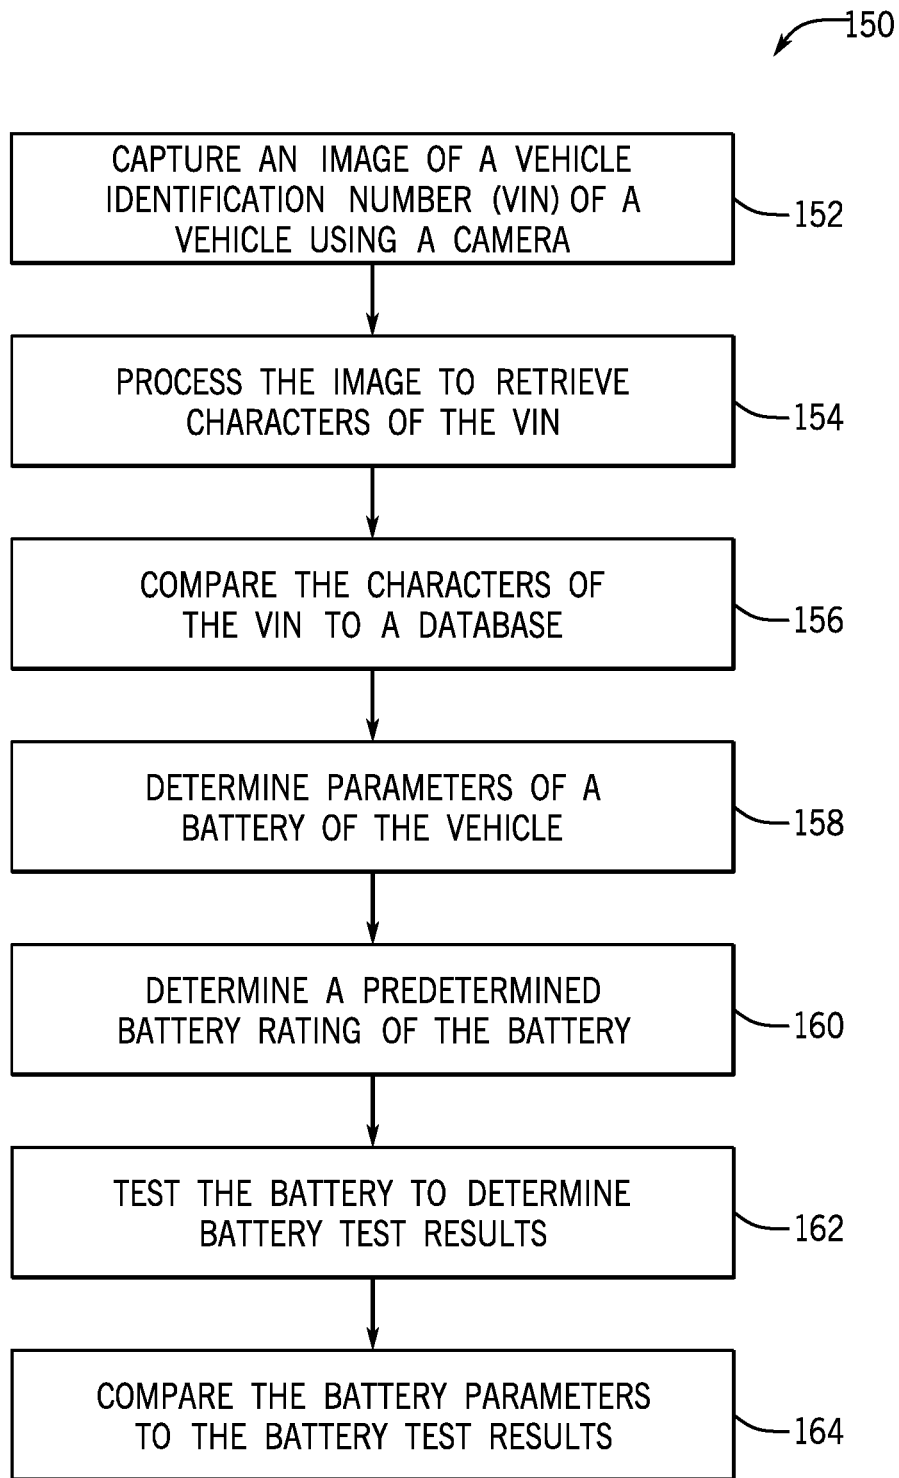 150
CAPTURE AN IMAGE OF A VEHICLE
IDENTIFICATION NUMBER (VIN) OF A
VEHICLE USING A CAMERA
152
PROCESS THE IMAGE TO RETRIEVE
CHARACTERS OF THE VIN
154
COMPARE THE CHARACTERS OF
THE VIN TO A DATABASE
156
DETERMINE PARAMETERS OF A
BATTERY OF THE VEHICLE
158
DETERMINE A PREDETERMINED
BATTERY RATING OF THE BATTERY
160
TEST THE BATTERY TO DETERMINE
BATTERY TEST RESULTS
162
COMPARE THE BATTERY PARAMETERS
TO THE BATTERY TEST RESULTS
164